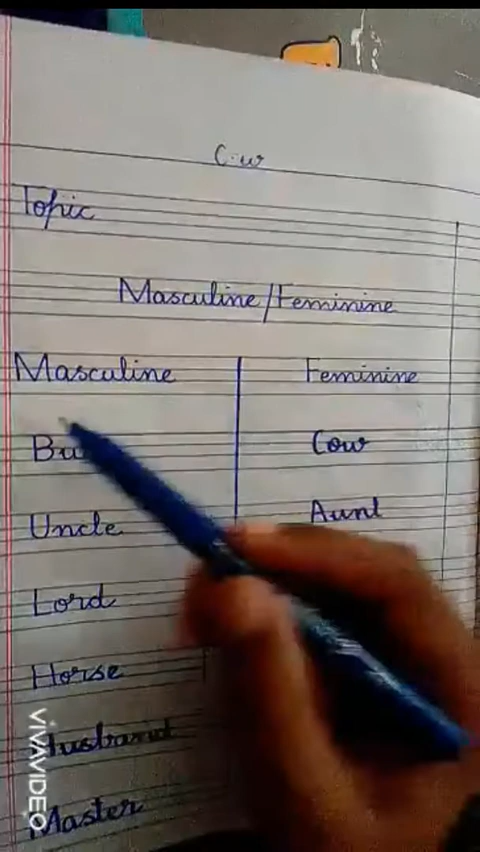 C.w
Topic
Masculine/Feminine
Masculine Feminine
Cow
Uncle Aunt
Lord
Horse
Husband
Master
VIVAVIDEO